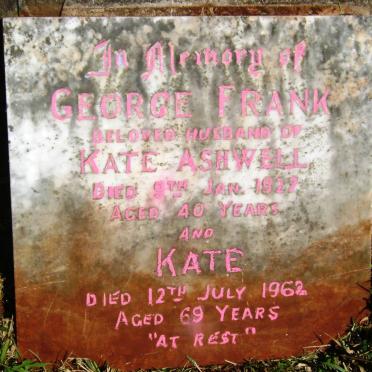 In Memory of
GEORGE FRANK
BELOVED HUSBAND OF
KATE ASHWELL.
DIED 9TH JAN. 1927
AGED 40 YEARS
AND
KATE
DIED 12TH JULY 1962
AGED 69 YEARS
"AT REST"